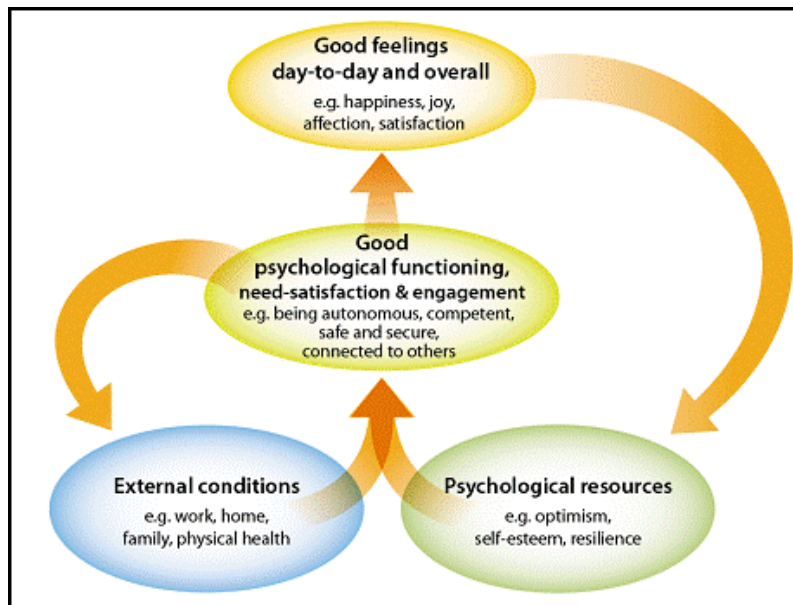 Good feelings
day-to-day and overall
e.g. happiness, joy,
affection, satisfaction
Good
psychological functioning,
need-satisfaction & engagement
e.g. being autonomous, competent,
safe and secure,
connected to others
External conditions
e.g. work, home,
family, physical health
Psychological resources
e.g. optimism,
self-esteem, resilience